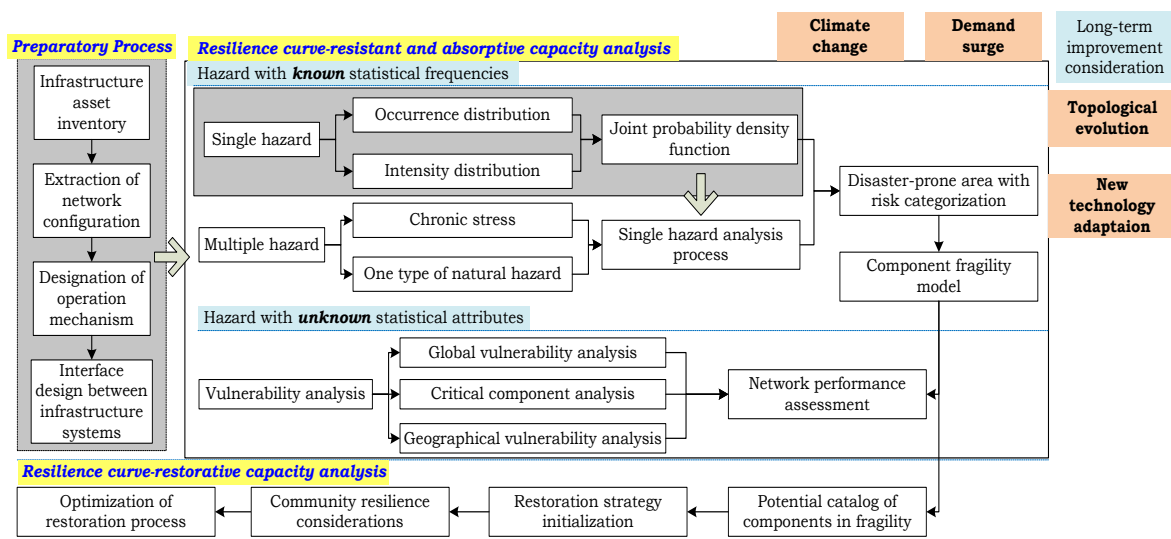 Preparatory Process
Infrastructure
asset
inventory
Extraction of
network
configuration
Designation of
operation
mechanism
Interface
design between
infrastructure
systems
Resilience curve-resistant and absorptive capacity analysis
Hazard with known statistical frequencies
Single hazard
Occurrence distribution
Intensity distribution
Joint probability density
function
Multiple hazard
Chronic stress
One type of natural hazard
Single hazard analysis
process
Disaster-prone area with
risk categorization
Component fragility
model
Hazard with unknown statistical attributes
Vulnerability analysis
Global vulnerability analysis
Critical component analysis
Geographical vulnerability analysis
Network performance
assessment
Climate
change
Demand
surge
Long-term
improvement
consideration
Topological
evolution
New
technology
adaptaion
Resilience curve-restorative capacity analysis
Optimization of
restoration process
Community resilience
considerations
Restoration strategy
initialization
Potential catalog of
components in fragility